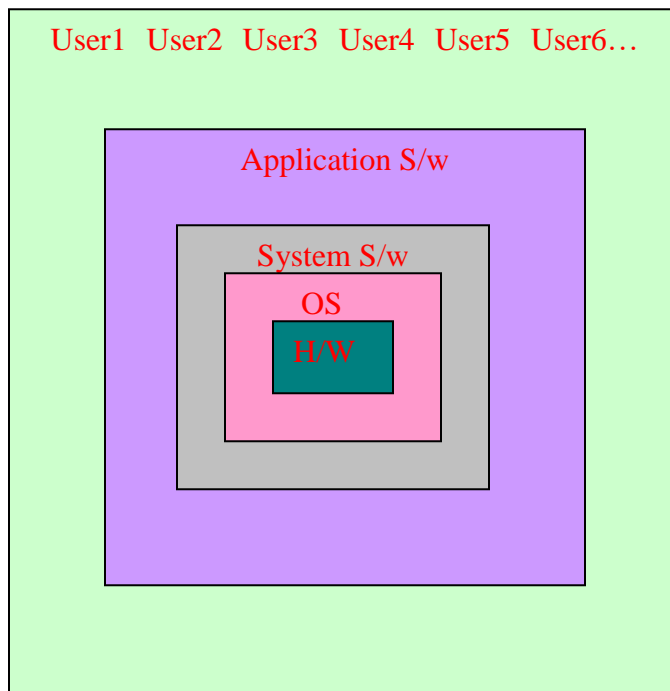 User1 User2 User3 User4 User5 User6…
Application S/w
System S/w
OS
H/W